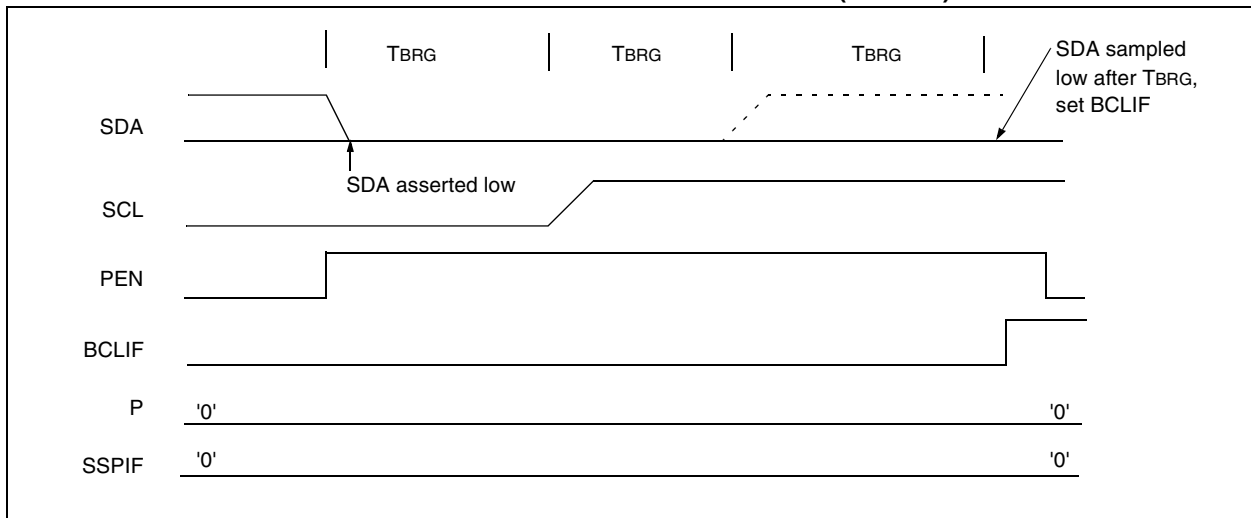 TBRG TBRG TBRG
SDA sampled
low after TBRG,
set BCLIF
SDA
SDA asserted low
SCL
PEN
BCLIF
P '0' '0'
SSPIF '0' '0'